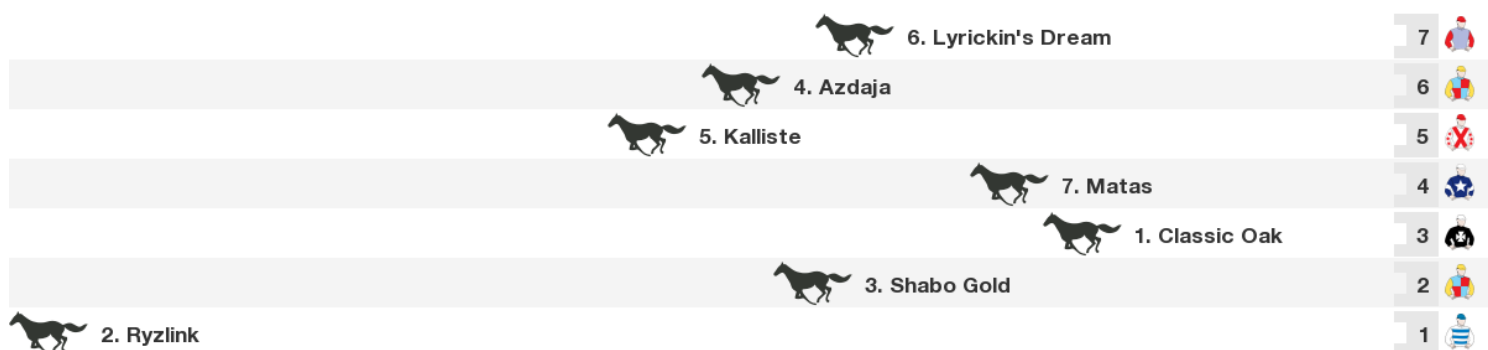 6. Lyrickin's Dream 7
4. Azdaja 6
5. Kalliste 5
7. Matas 4
1. Classic Oak 3
3. Shabo Gold 2
2. Ryzlink 1